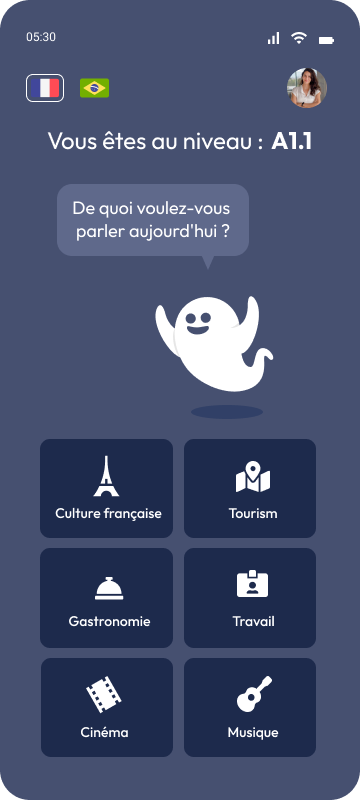 05:30
Vous êtes au niveau : A1.1
De quoi voulez-vous
parler aujourd'hui ?
Culture française
Tourism
Gastronomie
Travail
Cinéma
Musique